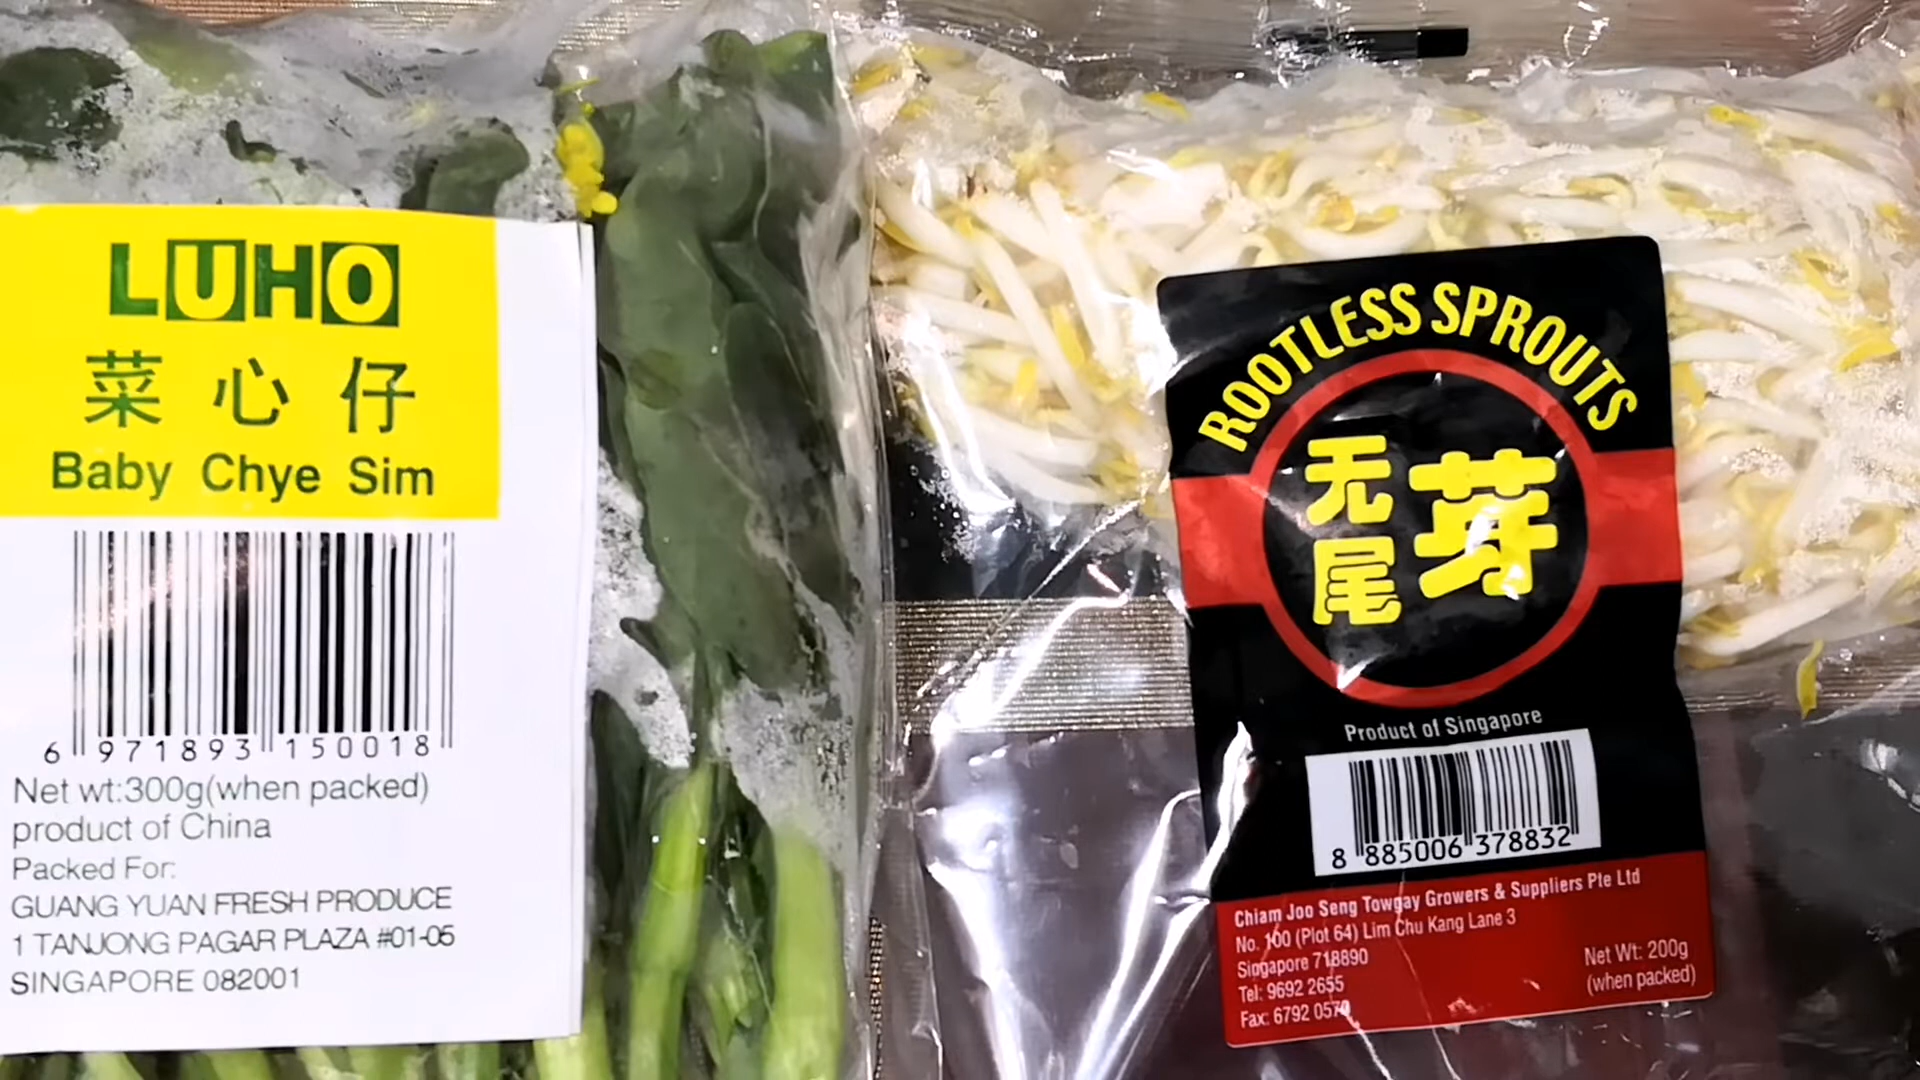 LUHO
菜心仔
Baby Chye Sim
6 971893 150018
Net wt:300g(when packed)
product of China
Packed For:
GUANG YUAN FRESH PRODUCE
1 TANJONG PAGAR PLAZA #01-05
SINGAPORE 082001
ROOTLESS SPROUTS
无尾
芽
Product of Singapore
8 885006 378832
Chiam Joo Seng Towgay Growers & Suppliers Pte Ltd
No. 100 (Plot 64) Lim Chu Kang Lane 3
Singapore 718890
Tel: 9692 2655
Fax: 6792 0579
Net Wt: 200g
(when packed)